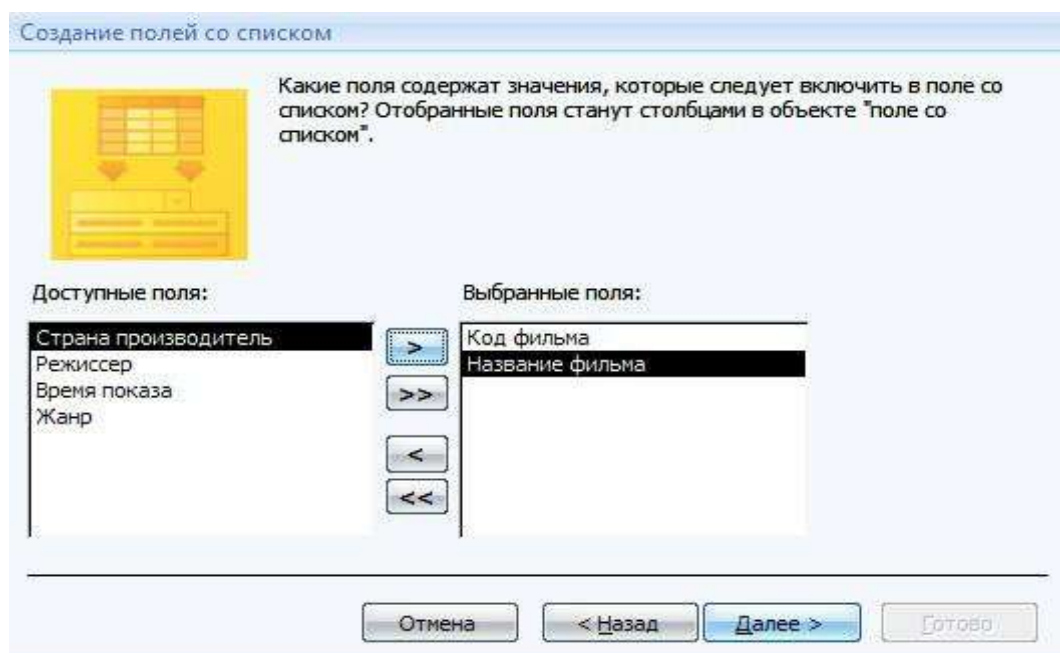 Создание полей со списком
Какие поля содержат значения, которые следует включить в поле со
списком? Отобранные поля станут столбцами в объекте "поле со
списком".
Доступные поля:
Выбранные поля:
Страна производитель
Режиссер
Время показа
Жанр
>
>>
<
<<
Код фильма
Название фильма
Отмена
< Назад
Далее >
Готово